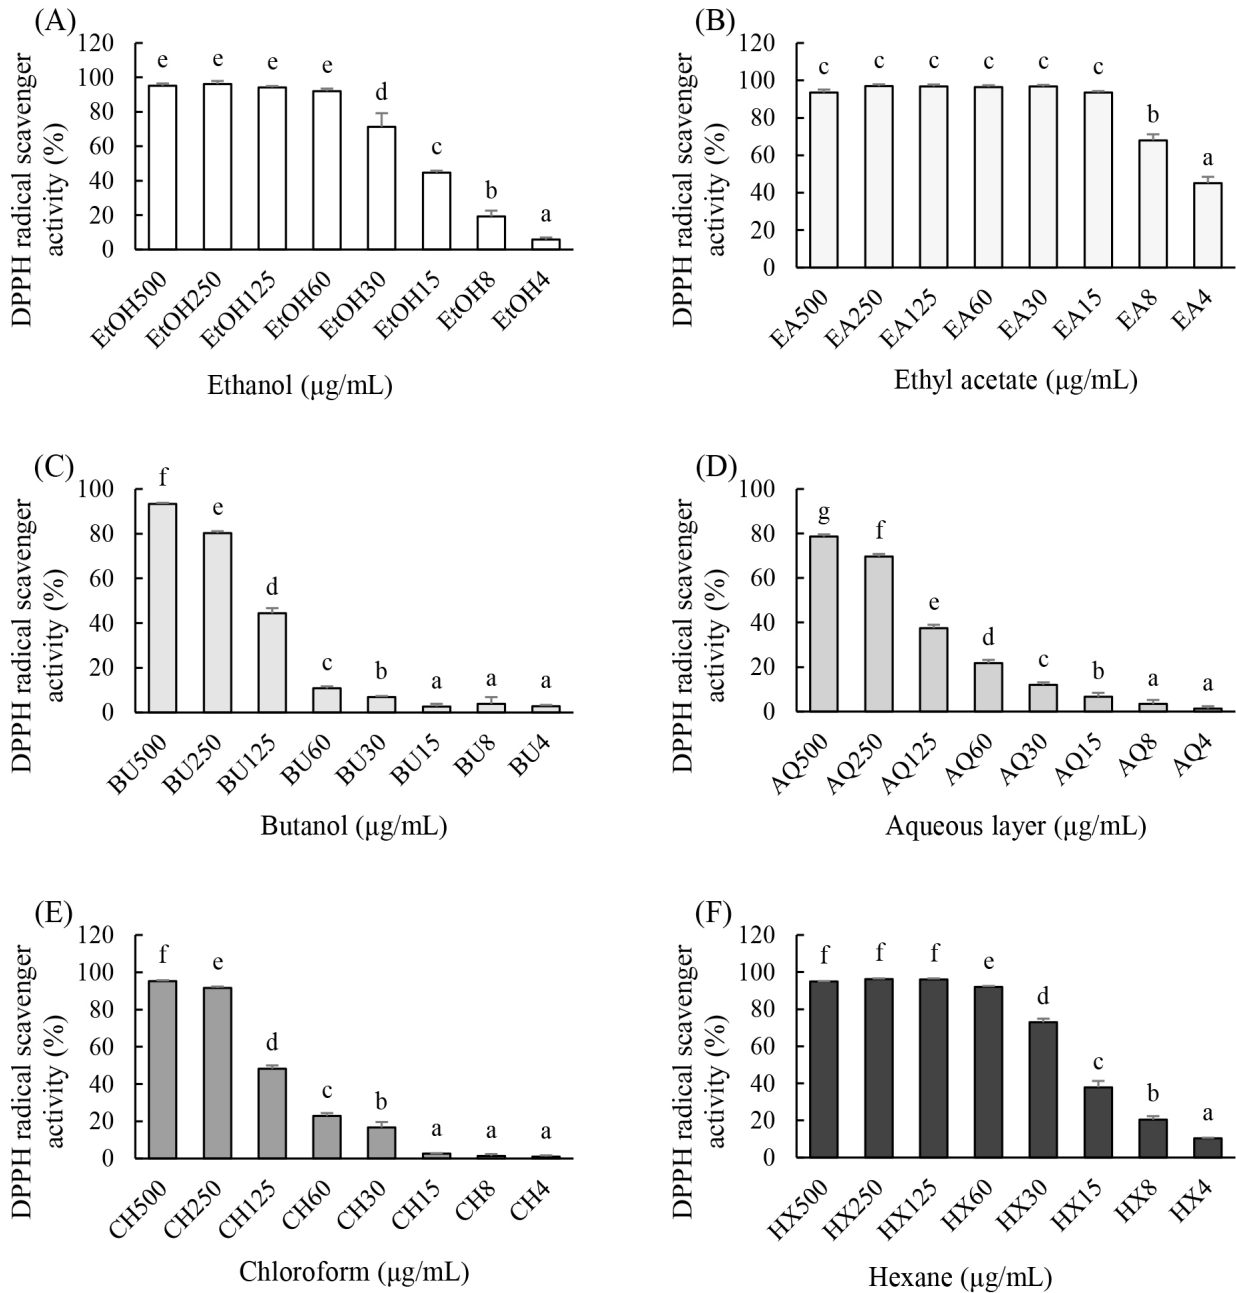 (A)
DPPH radical scavenger
activity (%)
120
100
80
60
40
20
0
e
e
e
e
d
c
b
a
EtOH500
EtOH250
EtOH125
EtOH60
EtOH30
EtOH15
EtOH8
EtOH4
Ethanol (μg/mL)
(B)
DPPH radical scavenger
activity (%)
120
100
80
60
40
20
0
c
c
c
c
c
c
b
a
EA500
EA250
EA125
EA60
EA30
EA15
EA8
EA4
Ethyl acetate (μg/mL)
(C)
DPPH radical scavenger
activity (%)
100
80
60
40
20
0
f
e
d
c
b
a
a
a
BU500
BU250
BU125
BU60
BU30
BU15
BU8
BU4
Butanol (μg/mL)
(D)
DPPH radical scavenger
activity (%)
100
80
60
40
20
0
g
f
e
d
c
b
a
a
AQ500
AQ250
AQ125
AQ60
AQ30
AQ15
AQ8
AQ4
Aqueous layer (μg/mL)
(E)
DPPH radical scavenger
activity (%)
120
100
80
60
40
20
0
f
e
d
c
b
a
a
a
CH500
CH250
CH125
CH60
CH30
CH15
CH8
CH4
Chloroform (μg/mL)
(F)
DPPH radical scavenger
activity (%)
120
100
80
60
40
20
0
f
f
f
e
d
c
b
a
HX500
HX250
HX125
HX60
HX30
HX15
HX8
HX4
Hexane (μg/mL)